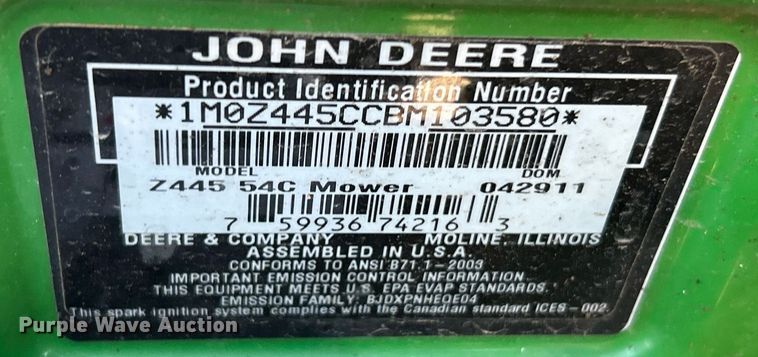 JOHN DEERE
Product Identification Number
*1M0Z445CCBM103580*
MODEL DOM
Z445 54C Mower 042911
7 59936 74216 3
DEERE & COMPANY MOLINE, ILLINOIS
ASSEMBLED IN U.S.A.
CONFORMS TO ANSI B71.1-2003
IMPORTANT EMISSION CONTROL INFORMATION
THIS EQUIPMENT MEETS U.S. EPA EVAP STANDARDS.
EMISSION FAMILY: BJDXPNHEQE04
This spark ignition system complies with the Canadian standard ICES-002.
Purple Wave Auction